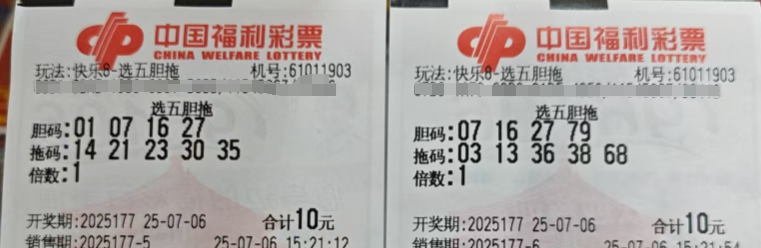 中国福利彩票
CHINA WELFARE LOTTERY
玩法:快乐8-选五胆拖 机号:61011903
选五胆拖
胆码:01 07 16 27
拖码:14 21 23 30 35
倍数:1
开奖期:2025177 25-07-06 合计10元
销售期:2025177-5 25-07-06 15:21:12
中国福利彩票
CHINA WELFARE LOTTERY
玩法:快乐8-选五胆拖 机号:61011903
选五胆拖
胆码:07 16 27 79
拖码:03 13 36 38 68
倍数:1
开奖期:2025177 25-07-06 合计10元
销售期:2025177-6 25-07-06 15:21:54